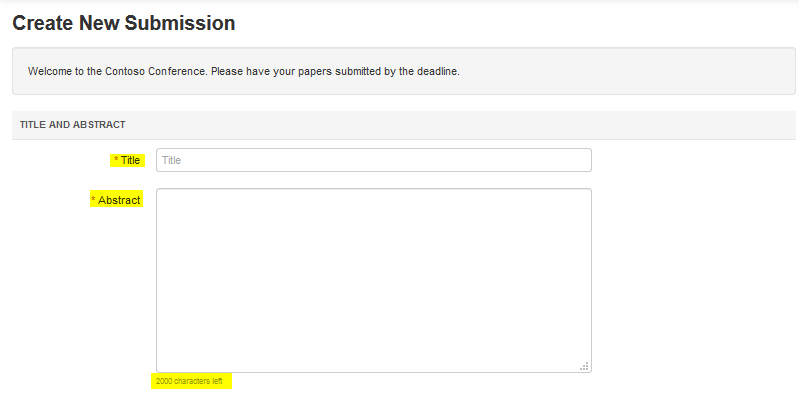 Create New Submission
Welcome to the Contoso Conference. Please have your papers submitted by the deadline.
TITLE AND ABSTRACT
* Title
Title
* Abstract
2000 characters left